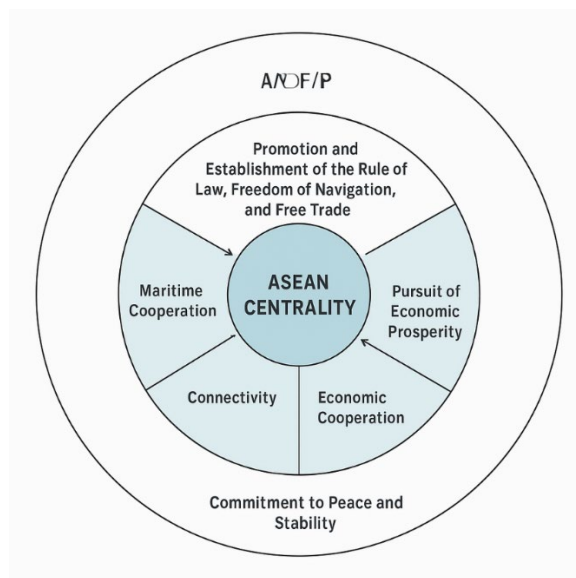 Promotion and
Establishment of the Rule of
Law, Freedom of Navigation,
and Free Trade
ASEAN
CENTRALITY
Maritime
Cooperation
Pursuit of
Economic
Prosperity
Connectivity
Economic
Cooperation
Commitment to Peace and
Stability